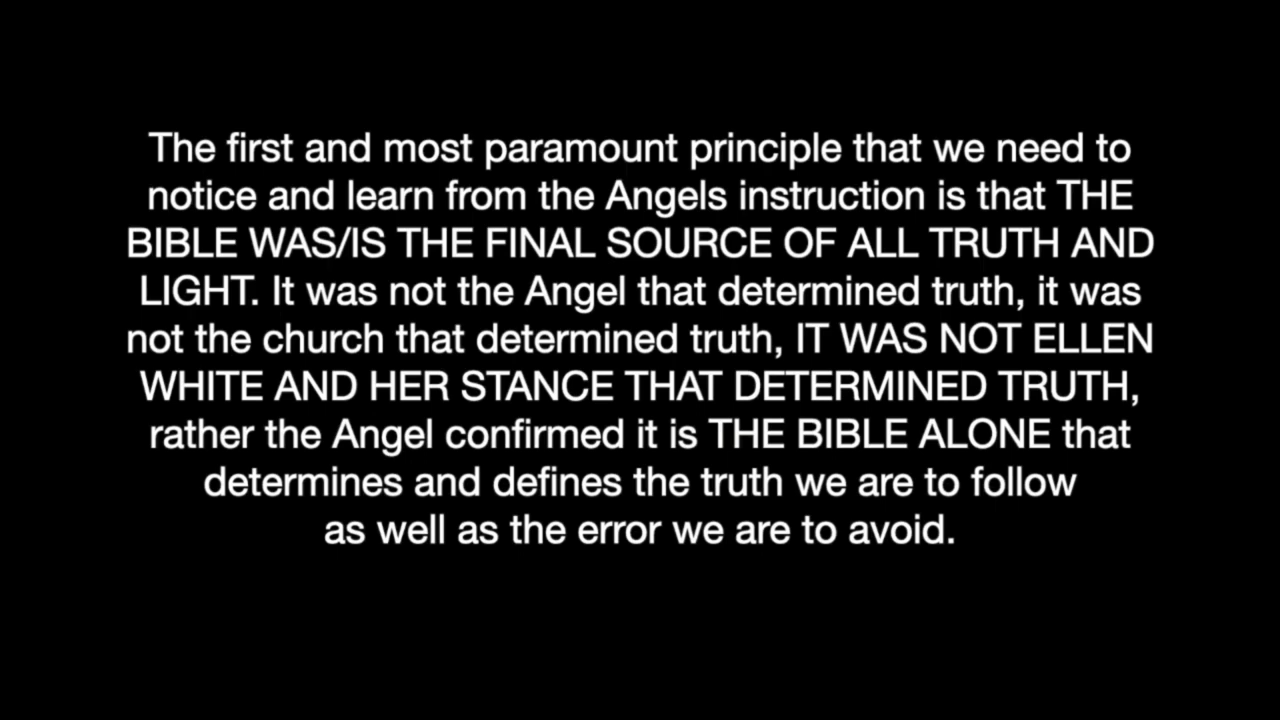 The first and most paramount principle that we need to
notice and learn from the Angels instruction is that THE
BIBLE WAS/IS THE FINAL SOURCE OF ALL TRUTH AND
LIGHT. It was not the Angel that determined truth, it was
not the church that determined truth, IT WAS NOT ELLEN
WHITE AND HER STANCE THAT DETERMINED TRUTH,
rather the Angel confirmed it is THE BIBLE ALONE that
determines and defines the truth we are to follow
as well as the error we are to avoid.